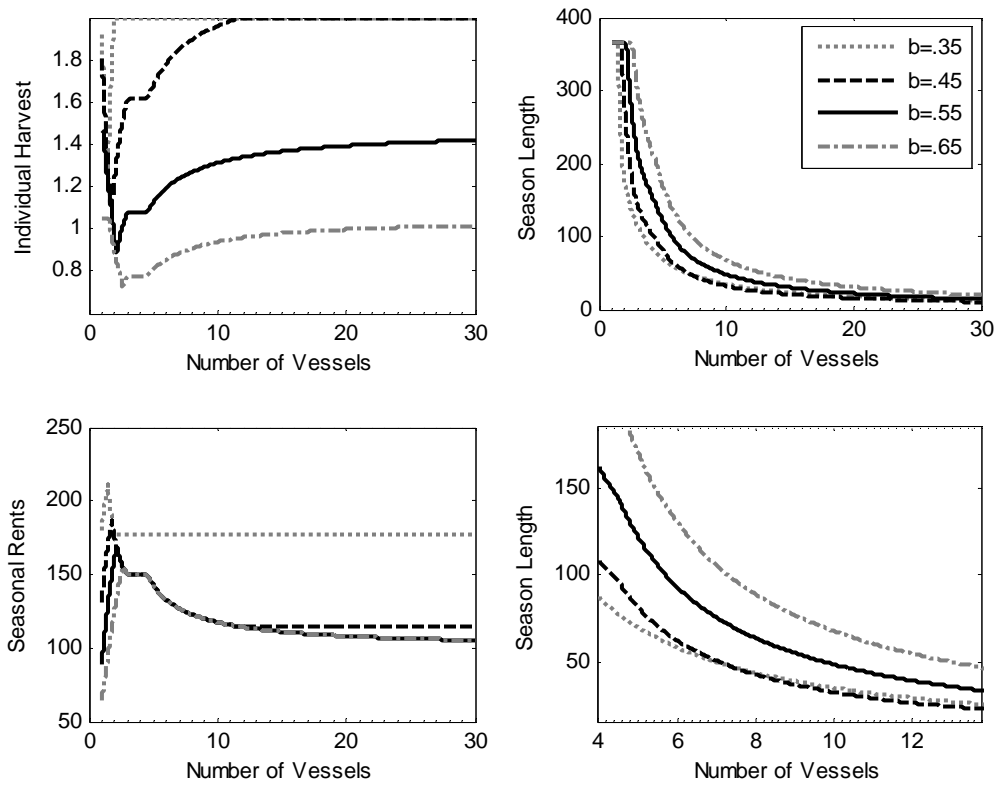 Individual Harvest
1.8
1.6
1.4
1.2
1
0.8
0 10 20 30
Number of Vessels
Season Length
400
300
200
100
0
0 10 20 30
Number of Vessels
b=.35
b=.45
b=.55
b=.65
Seasonal Rents
250
200
150
100
50
0 10 20 30
Number of Vessels
Season Length
150
100
50
4 6 8 10 12
Number of Vessels